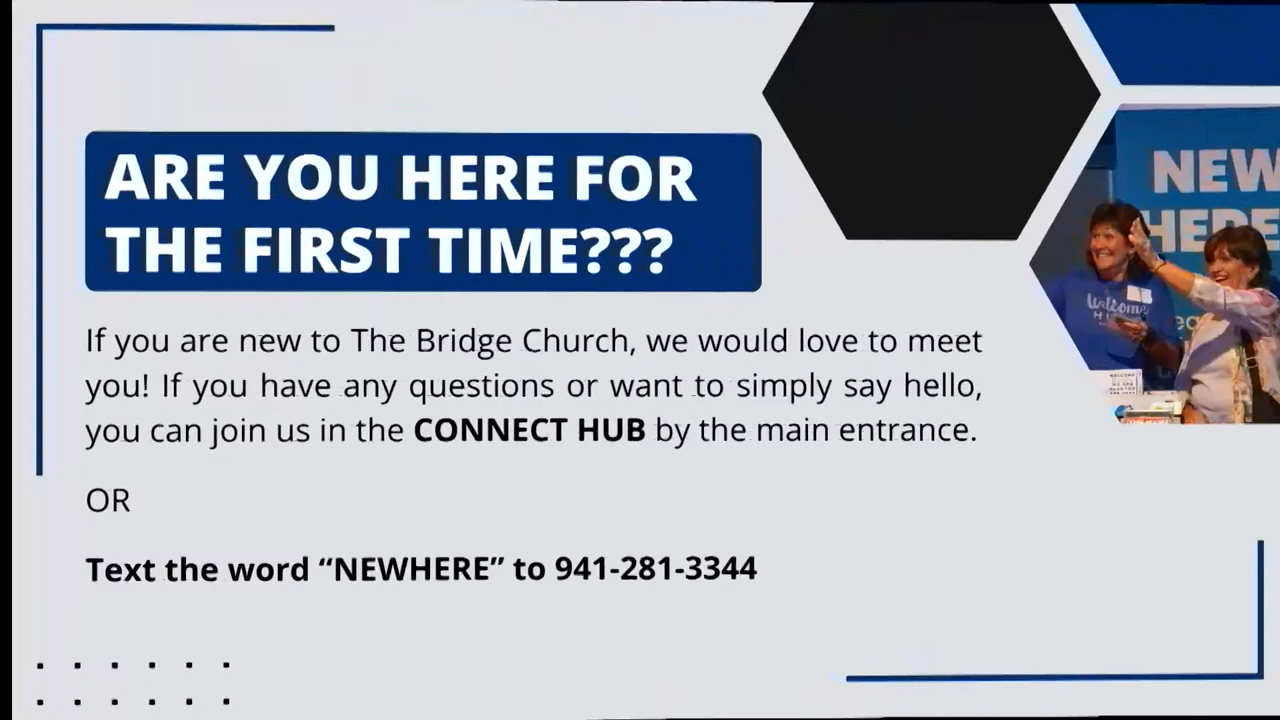 ARE YOU HERE FOR
THE FIRST TIME???
If you are new to The Bridge Church, we would love to meet
you! If you have any questions or want to simply say hello,
you can join us in the CONNECT HUB by the main entrance.
OR
Text the word “NEWHERE” to 941-281-3344
NEW
HERE
Welcome